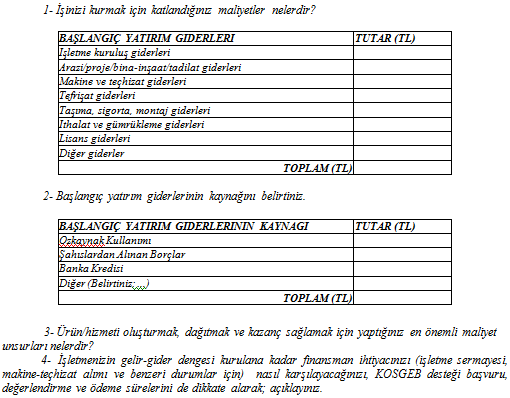 1- İşinizi kurmak için katlandığınız maliyetler nelerdir?
BAŞLANGIÇ YATIRIM GİDERLERİ TUTAR (TL)
İşletme kuruluş giderleri
Arazi/proje/bina-inşaat/tadilat giderleri
Makine ve teçhizat giderleri
Tefrişat giderleri
Taşıma, sigorta, montaj giderleri
İthalat ve gümrükleme giderleri
Lisans giderleri
Diğer giderler
TOPLAM (TL)
2- Başlangıç yatırım giderlerinin kaynağını belirtiniz.
BAŞLANGIÇ YATIRIM GİDERLERİNİN KAYNAĞI TUTAR (TL)
Özkaynak Kullanımı
Şahıslardan Alınan Borçlar
Banka Kredisi
Diğer (Belirtiniz;…)
TOPLAM (TL)
3- Ürün/hizmeti oluşturmak, dağıtmak ve kazanç sağlamak için yaptığınız en önemli maliyet
unsurları nelerdir?
4- İşletmenizin gelir-gider dengesi kurulana kadar finansman ihtiyacınızı (işletme sermayesi,
makine-teçhizat alımı ve benzeri durumlar için) nasıl karşılayacağınızı, KOSGEB desteği başvuru,
değerlendirme ve ödeme sürelerini de dikkate alarak; açıklayınız.